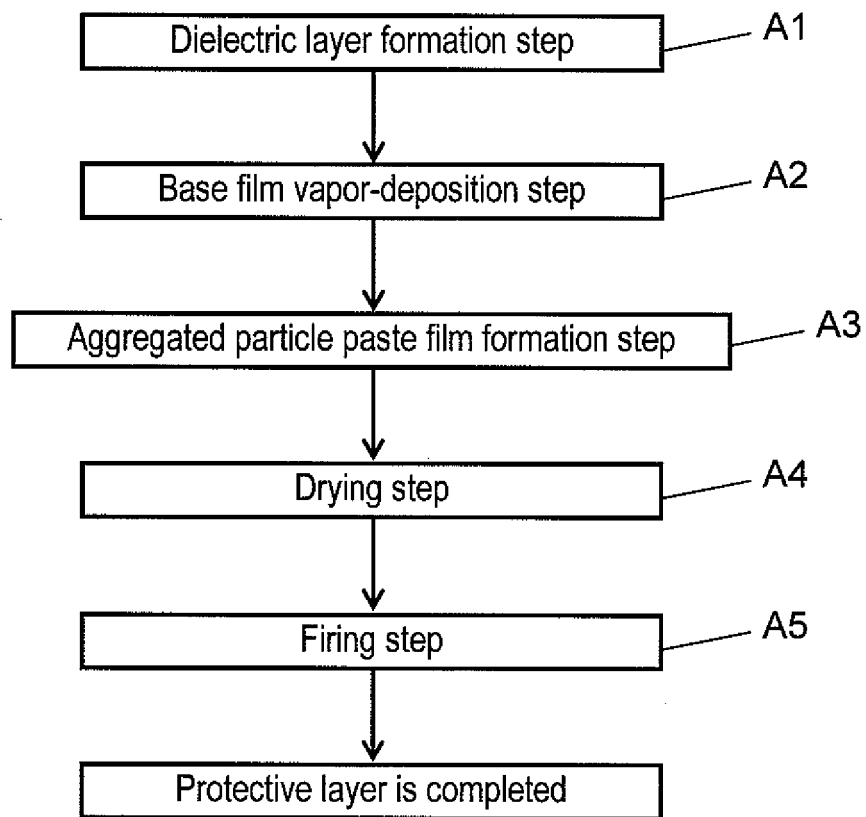 Dielectric layer formation step
A1
Base film vapor-deposition step
A2
Aggregated particle paste film formation step
A3
Drying step
A4
Firing step
A5
Protective layer is completed